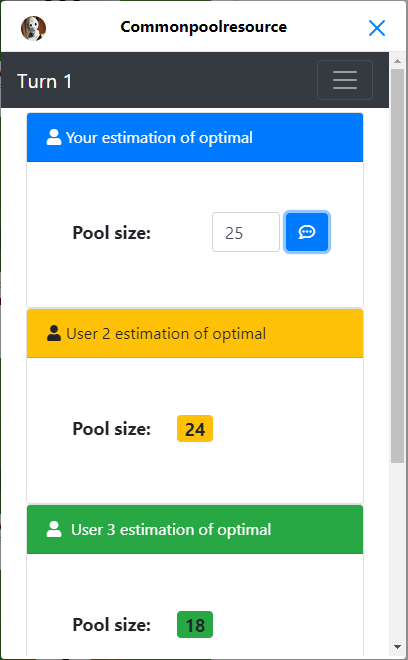 Commonpoolresource
Turn 1
Your estimation of optimal
Pool size: 25
User 2 estimation of optimal
Pool size: 24
User 3 estimation of optimal
Pool size: 18